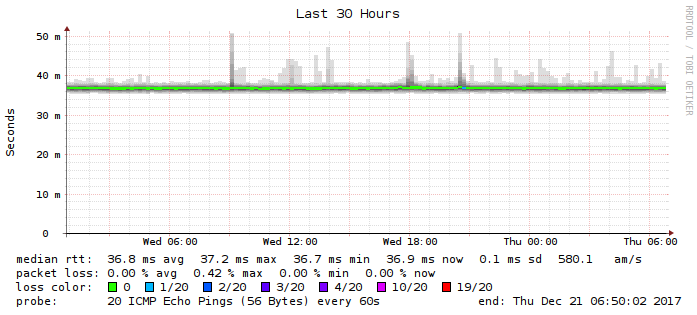 Last 30 Hours
RRDTOOL / TOBI OETIKER
Seconds
50 m
40 m
30 m
20 m
10 m
0
Wed 06:00 Wed 12:00 Wed 18:00 Thu 00:00 Thu 06:00
median rtt: 36.8 ms avg 37.2 ms max 36.7 ms min 36.9 ms now 0.1 ms sd 580.1 am/s
packet loss: 0.00 % avg 0.42 % max 0.00 % min 0.00 % now
loss color: 0 1/20 2/20 3/20 4/20 10/20 19/20
probe: 20 ICMP Echo Pings (56 Bytes) every 60s end: Thu Dec 21 06:50:02 2017